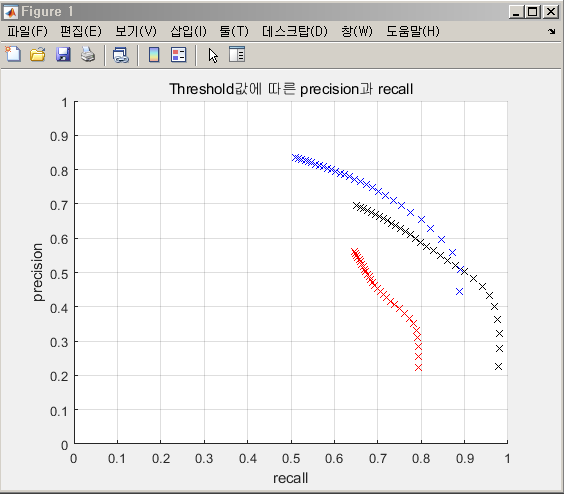 Figure 1
파일(F) 편집(E) 보기(V) 삽입(I) 툴(T) 데스크탑(D) 창(W) 도움말(H)
Threshold값에 따른 precision과 recall
1
0.9
0.8
0.7
0.6
0.5
0.4
0.3
0.2
0.1
0
precision
0 0.1 0.2 0.3 0.4 0.5 0.6 0.7 0.8 0.9 1
recall